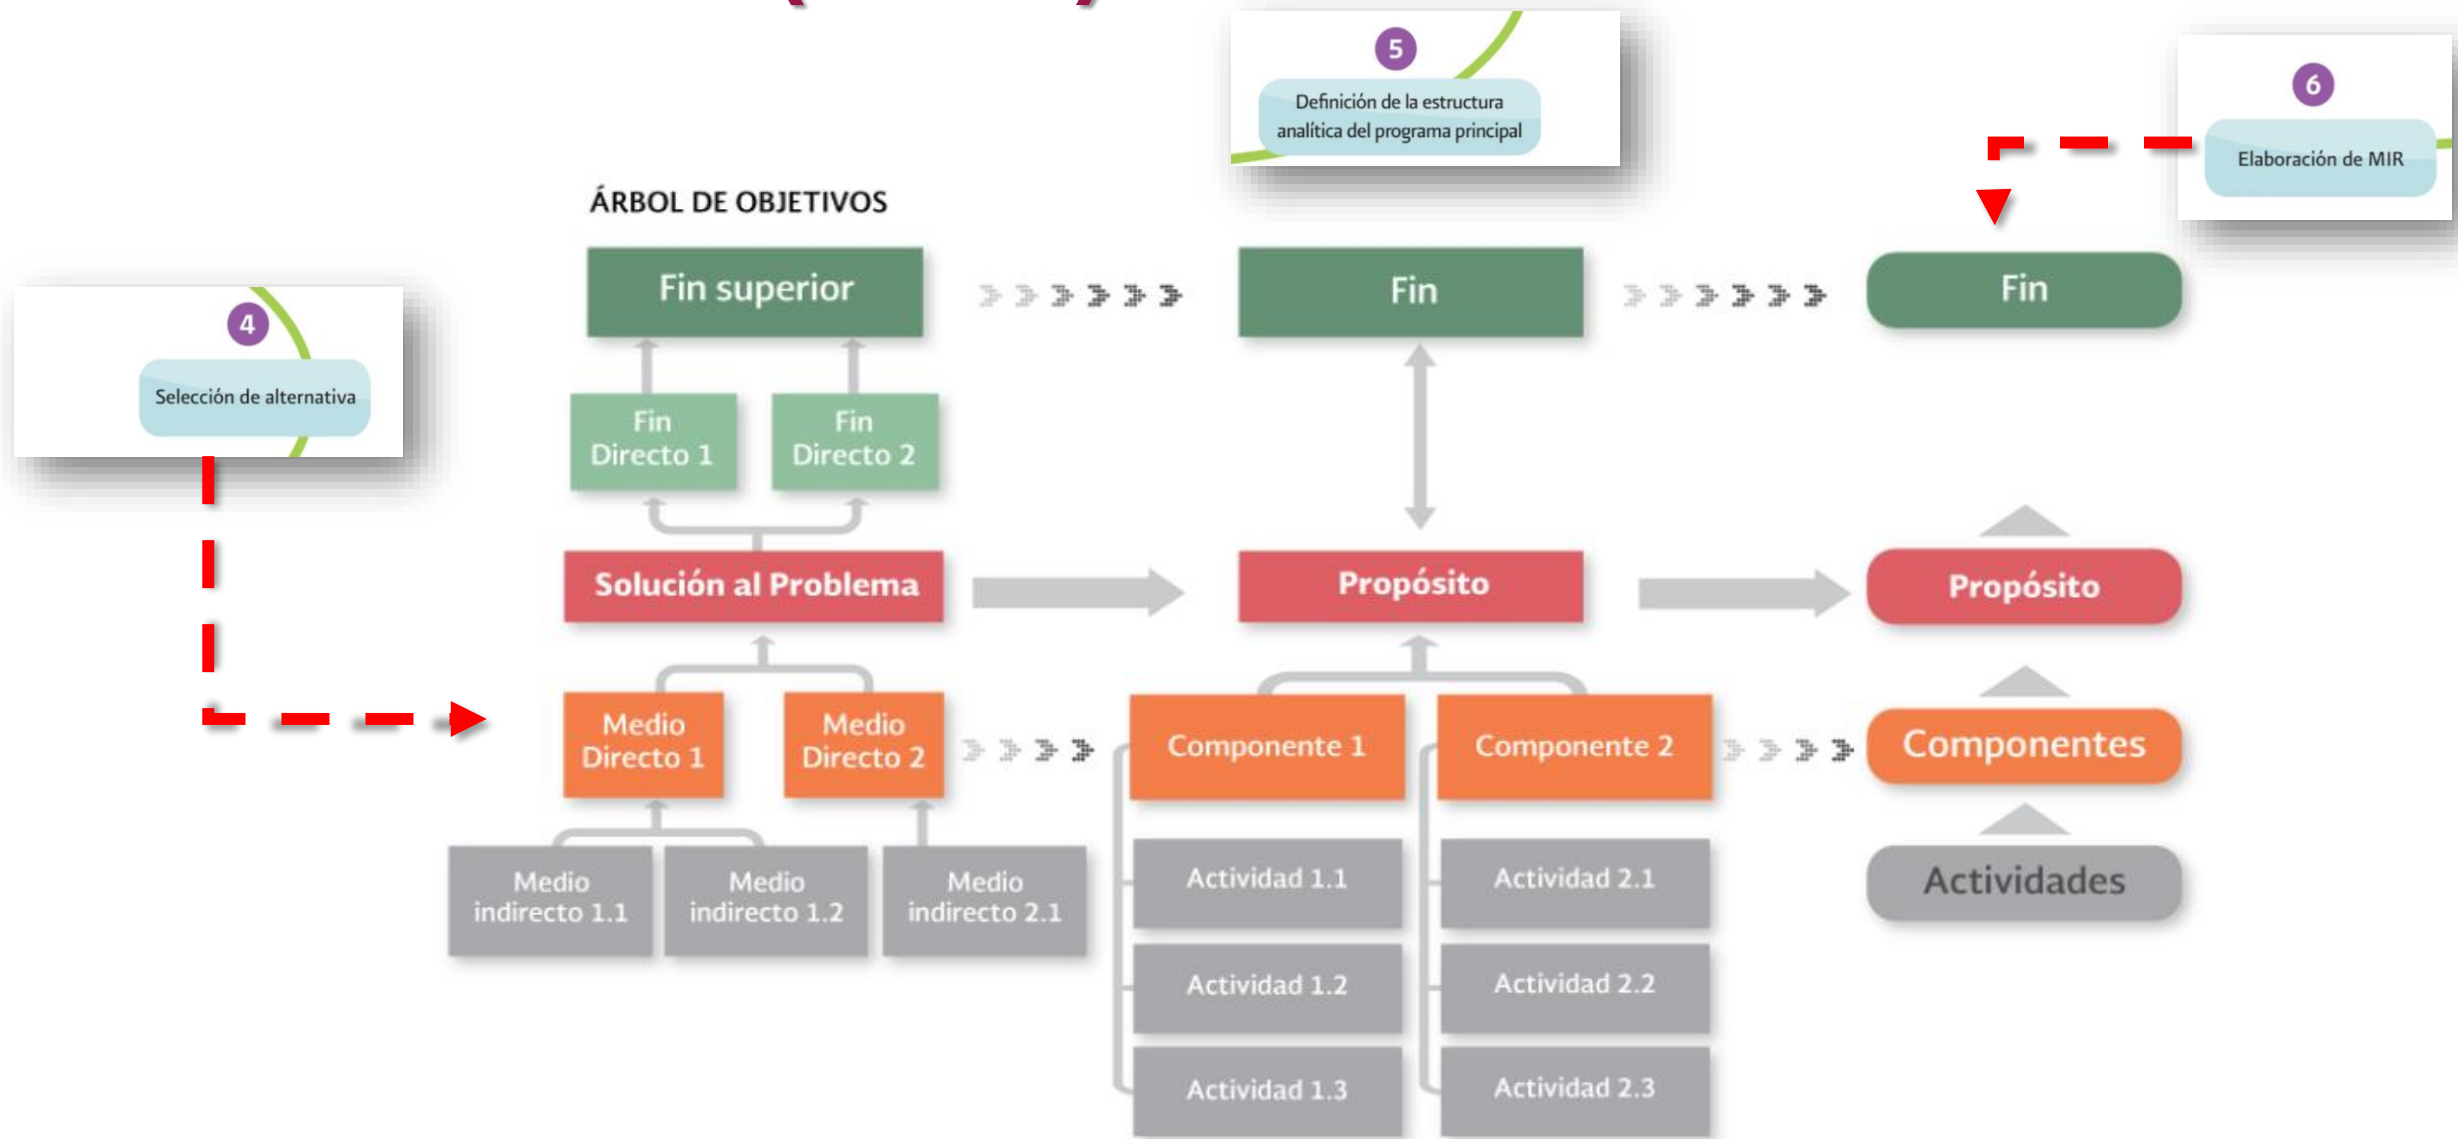 5
Definición de la estructura
analítica del programa principal
6
Elaboración de MIR
ÁRBOL DE OBJETIVOS
Fin superior
Fin
Fin
4
Selección de alternativa
Fin
Directo 1
Fin
Directo 2
Solución al Problema
Propósito
Propósito
Medio
Directo 1
Medio
Directo 2
Componente 1
Componente 2
Componentes
Medio
indirecto 1.1
Medio
indirecto 1.2
Medio
indirecto 2.1
Actividad 1.1
Actividad 2.1
Actividades
Actividad 1.2
Actividad 2.2
Actividad 1.3
Actividad 2.3